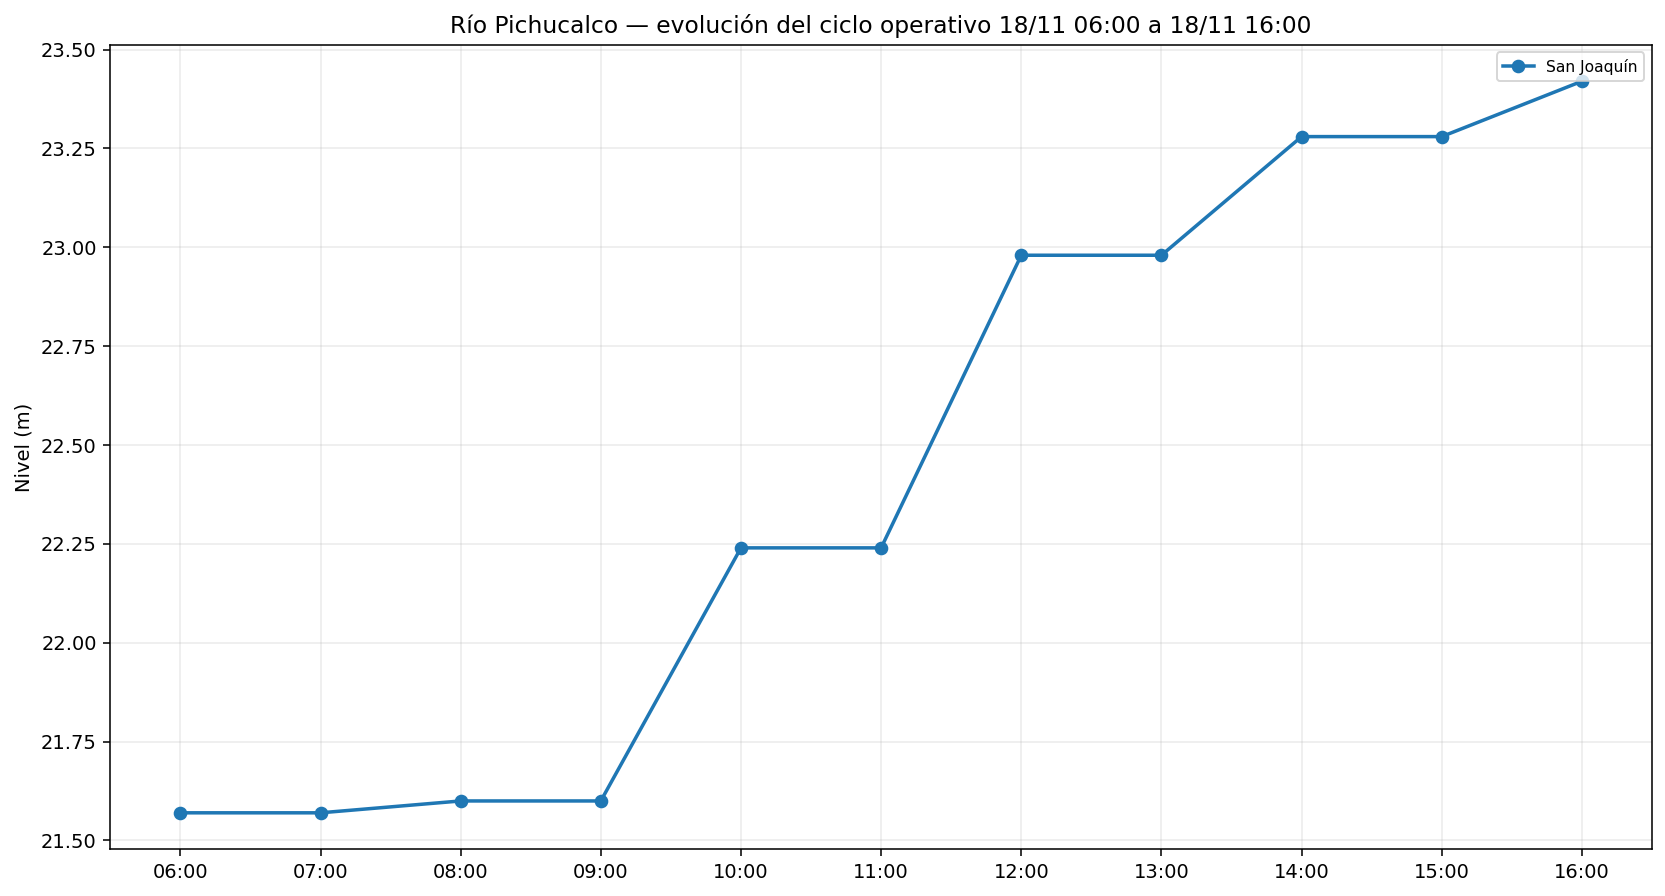 Río Pichucalco — evolución del ciclo operativo 18/11 06:00 a 18/11 16:00
San Joaquín
Nivel (m)
23.50
23.25
23.00
22.75
22.50
22.25
22.00
21.75
21.50
06:00 07:00 08:00 09:00 10:00 11:00 12:00 13:00 14:00 15:00 16:00